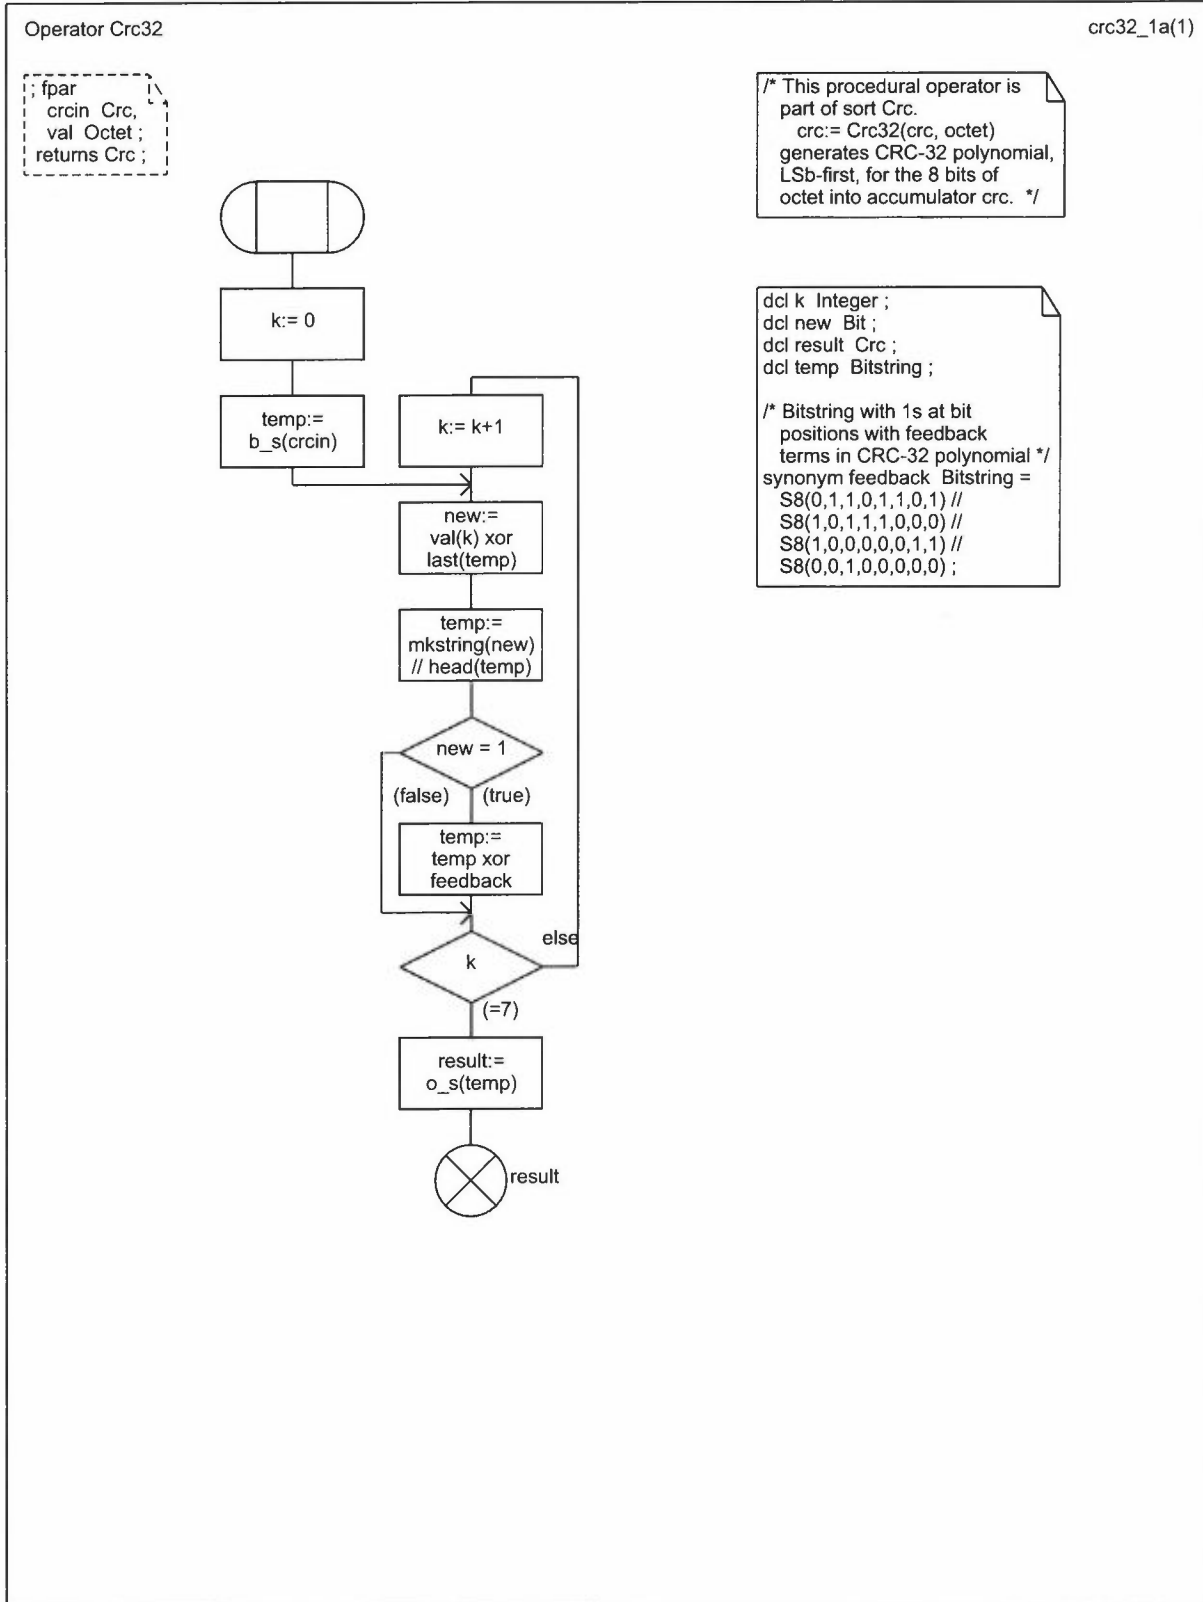 Operator Crc32
crc32_1a(1)
; fpar
crcin Crc,
val Octet ;
returns Crc ;
/* This procedural operator is
part of sort Crc.
crc:= Crc32(crc, octet)
generates CRC-32 polynomial,
LSb-first, for the 8 bits of
octet into accumulator crc. */
dcl k Integer ;
dcl new Bit ;
dcl result Crc ;
dcl temp Bitstring ;
/* Bitstring with 1s at bit
positions with feedback
terms in CRC-32 polynomial */
synonym feedback Bitstring =
S8(0,1,1,0,1,1,0,1) //
S8(1,0,1,1,1,0,0,0) //
S8(1,0,0,0,0,0,1,1) //
S8(0,0,1,0,0,0,0,0) ;
k:= 0
temp:=
b_s(crcin)
k:= k+1
new:=
val(k) xor
last(temp)
temp:=
mkstring(new)
// head(temp)
new = 1
(false)
(true)
temp:=
temp xor
feedback
else
k
(=7)
result:=
o_s(temp)
result